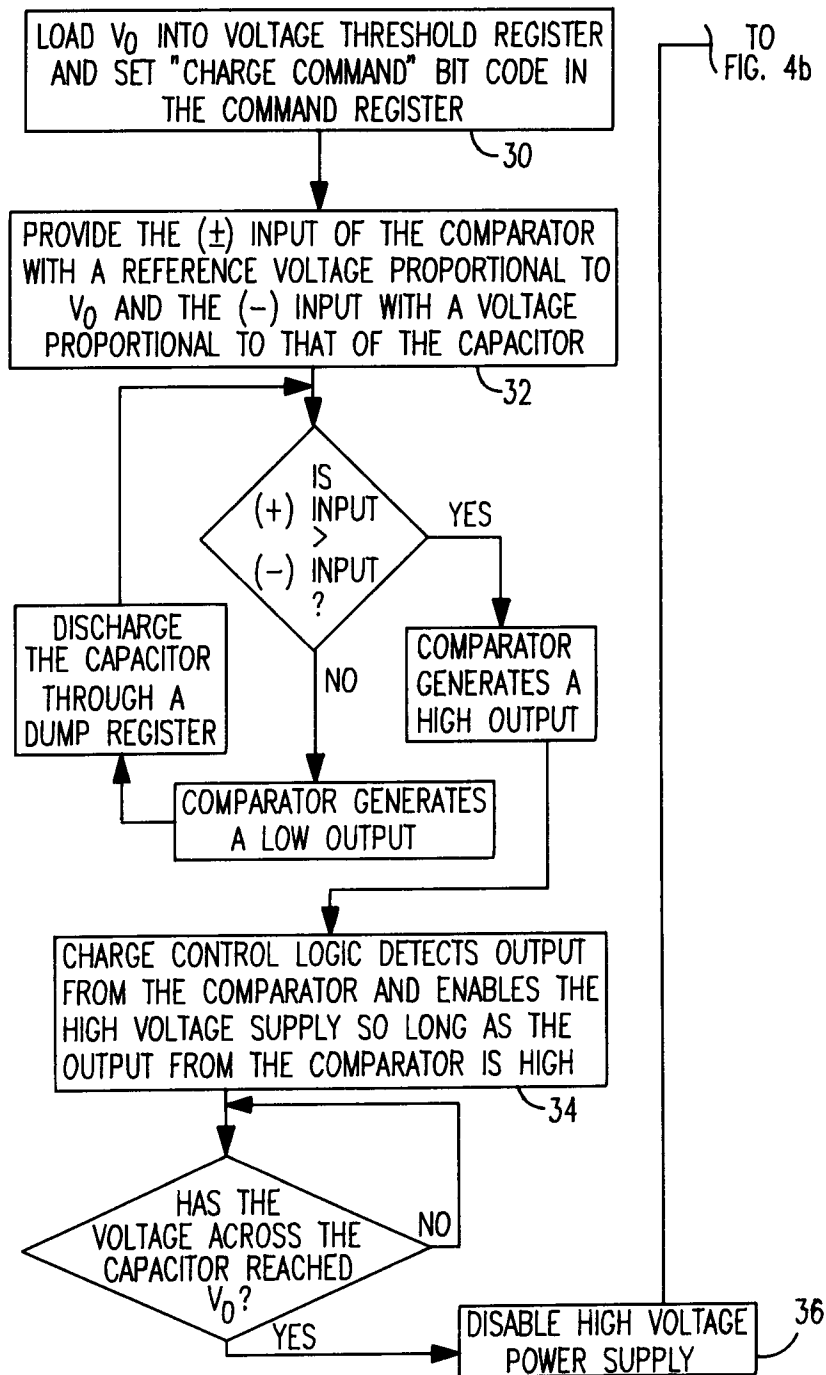 LOAD V0 INTO VOLTAGE THRESHOLD REGISTER
AND SET "CHARGE COMMAND" BIT CODE IN
THE COMMAND REGISTER
30
TO
FIG. 4b
PROVIDE THE (±) INPUT OF THE COMPARATOR
WITH A REFERENCE VOLTAGE PROPORTIONAL TO
V0 AND THE (-) INPUT WITH A VOLTAGE
PROPORTIONAL TO THAT OF THE CAPACITOR
32
IS
(+) INPUT
>
(-) INPUT
?
YES
NO
DISCHARGE
THE CAPACITOR
THROUGH A
DUMP REGISTER
COMPARATOR
GENERATES A
HIGH OUTPUT
COMPARATOR GENERATES
A LOW OUTPUT
CHARGE CONTROL LOGIC DETECTS OUTPUT
FROM THE COMPARATOR AND ENABLES THE
HIGH VOLTAGE SUPPLY SO LONG AS THE
OUTPUT FROM THE COMPARATOR IS HIGH
34
HAS THE
VOLTAGE ACROSS THE
CAPACITOR REACHED
V0?
NO
YES
DISABLE HIGH VOLTAGE
POWER SUPPLY
36